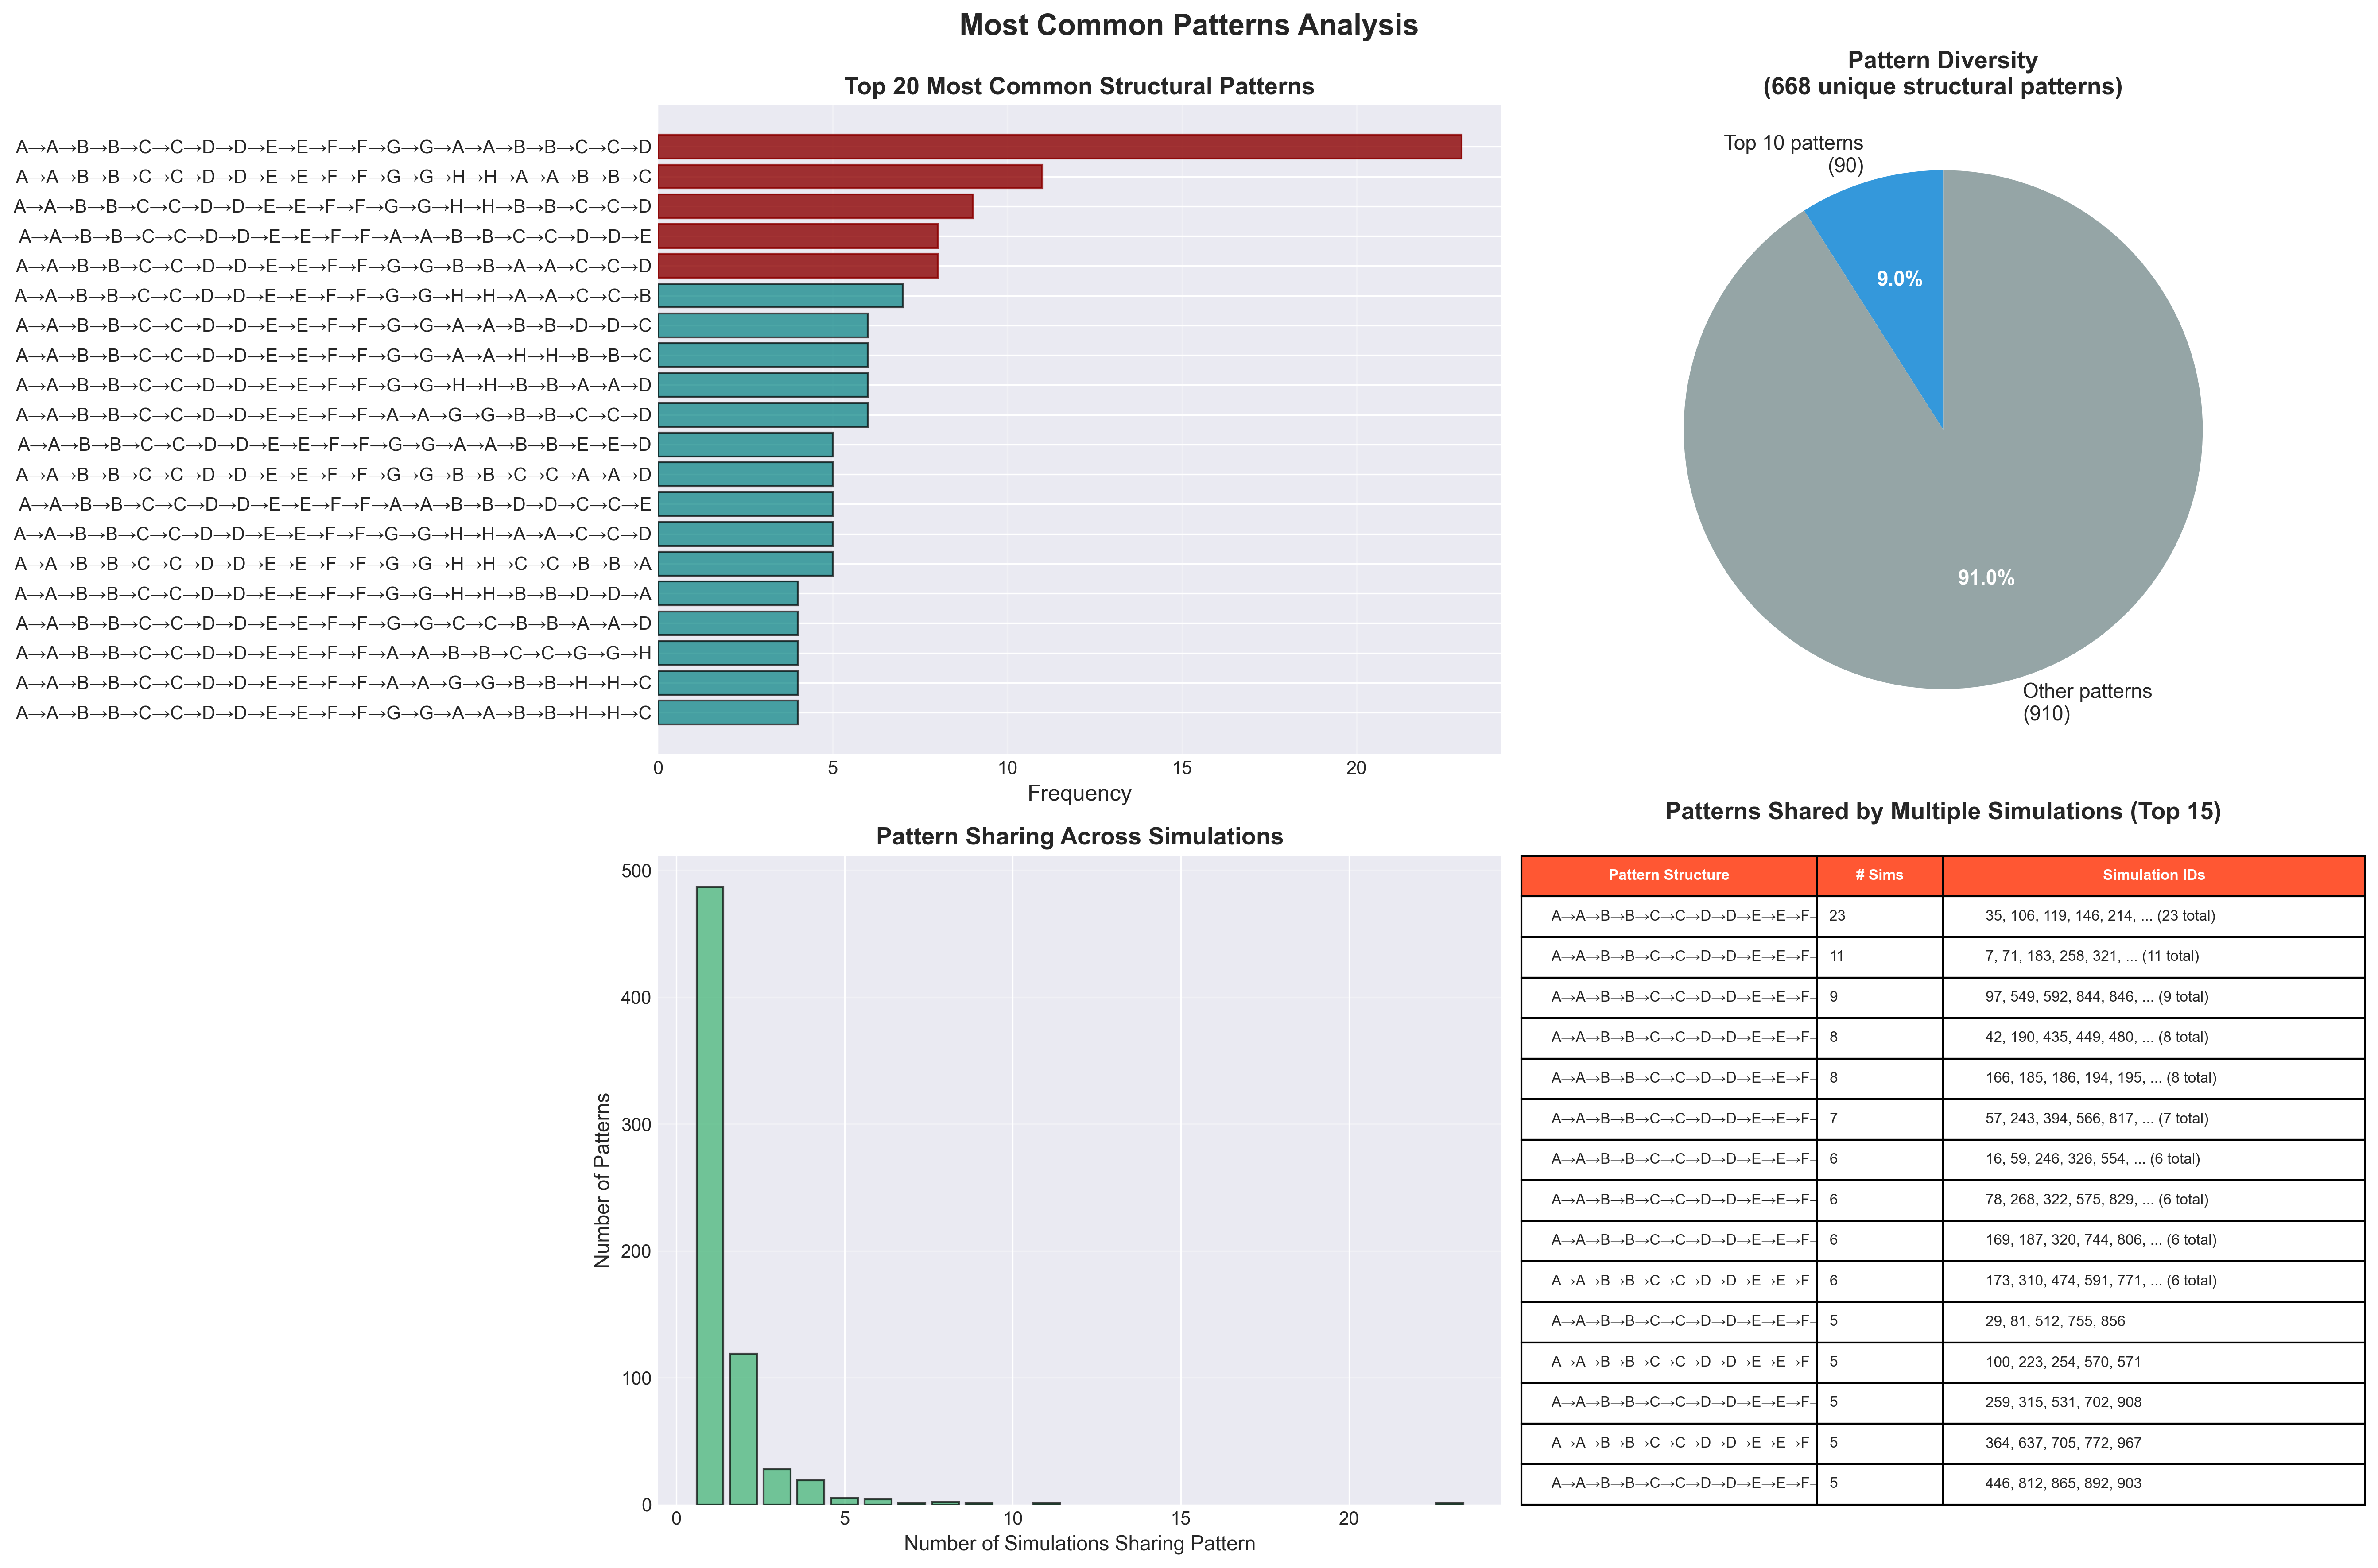 Most Common Patterns Analysis
Top 20 Most Common Structural Patterns
A→A→B→B→C→C→D→D→E→E→F→F→G→G→A→A→B→B→C→C→D
A→A→B→B→C→C→D→D→E→E→F→F→G→G→H→H→A→A→B→B→C
A→A→B→B→C→C→D→D→E→E→F→F→G→G→H→H→B→B→C→C→D
A→A→B→B→C→C→D→D→E→E→F→F→A→A→B→B→C→C→D→D→E
A→A→B→B→C→C→D→D→E→E→F→F→G→G→B→B→A→A→C→C→D
A→A→B→B→C→C→D→D→E→E→F→F→G→G→H→H→A→A→C→C→B
A→A→B→B→C→C→D→D→E→E→F→F→G→G→A→A→B→B→D→D→C
A→A→B→B→C→C→D→D→E→E→F→F→G→G→A→A→H→H→B→B→C
A→A→B→B→C→C→D→D→E→E→F→F→G→G→H→H→B→B→A→A→D
A→A→B→B→C→C→D→D→E→E→F→F→A→A→G→G→B→B→C→C→D
A→A→B→B→C→C→D→D→E→E→F→F→G→G→A→A→B→B→E→E→D
A→A→B→B→C→C→D→D→E→E→F→F→G→G→B→B→C→C→A→A→D
A→A→B→B→C→C→D→D→E→E→F→F→A→A→B→B→D→D→C→C→E
A→A→B→B→C→C→D→D→E→E→F→F→G→G→H→H→A→A→C→C→D
A→A→B→B→C→C→D→D→E→E→F→F→G→G→H→H→C→C→B→B→A
A→A→B→B→C→C→D→D→E→E→F→F→G→G→H→H→B→B→D→D→A
A→A→B→B→C→C→D→D→E→E→F→F→G→G→C→C→B→B→A→A→D
A→A→B→B→C→C→D→D→E→E→F→F→A→A→B→B→C→C→G→G→H
A→A→B→B→C→C→D→D→E→E→F→F→A→A→G→G→B→B→H→H→C
A→A→B→B→C→C→D→D→E→E→F→F→G→G→A→A→B→B→H→H→C
0 5 10 15 20
Frequency
Pattern Diversity
(668 unique structural patterns)
Top 10 patterns
(90)
9.0%
91.0%
Other patterns
(910)
Pattern Sharing Across Simulations
500
400
300
200
100
0
Number of Patterns
0 5 10 15 20
Number of Simulations Sharing Pattern
Patterns Shared by Multiple Simulations (Top 15)
Pattern Structure # Sims Simulation IDs
A→A→B→B→C→C→D→D→E→E→F- 23 35, 106, 119, 146, 214, ... (23 total)
A→A→B→B→C→C→D→D→E→E→F- 11 7, 71, 183, 258, 321, ... (11 total)
A→A→B→B→C→C→D→D→E→E→F- 9 97, 549, 592, 844, 846, ... (9 total)
A→A→B→B→C→C→D→D→E→E→F- 8 42, 190, 435, 449, 480, ... (8 total)
A→A→B→B→C→C→D→D→E→E→F- 8 166, 185, 186, 194, 195, ... (8 total)
A→A→B→B→C→C→D→D→E→E→F- 7 57, 243, 394, 566, 817, ... (7 total)
A→A→B→B→C→C→D→D→E→E→F- 6 16, 59, 246, 326, 554, ... (6 total)
A→A→B→B→C→C→D→D→E→E→F- 6 78, 268, 322, 575, 829, ... (6 total)
A→A→B→B→C→C→D→D→E→E→F- 6 169, 187, 320, 744, 806, ... (6 total)
A→A→B→B→C→C→D→D→E→E→F- 6 173, 310, 474, 591, 771, ... (6 total)
A→A→B→B→C→C→D→D→E→E→F- 5 29, 81, 512, 755, 856
A→A→B→B→C→C→D→D→E→E→F- 5 100, 223, 254, 570, 571
A→A→B→B→C→C→D→D→E→E→F- 5 259, 315, 531, 702, 908
A→A→B→B→C→C→D→D→E→E→F- 5 364, 637, 705, 772, 967
A→A→B→B→C→C→D→D→E→E→F- 5 446, 812, 865, 892, 903